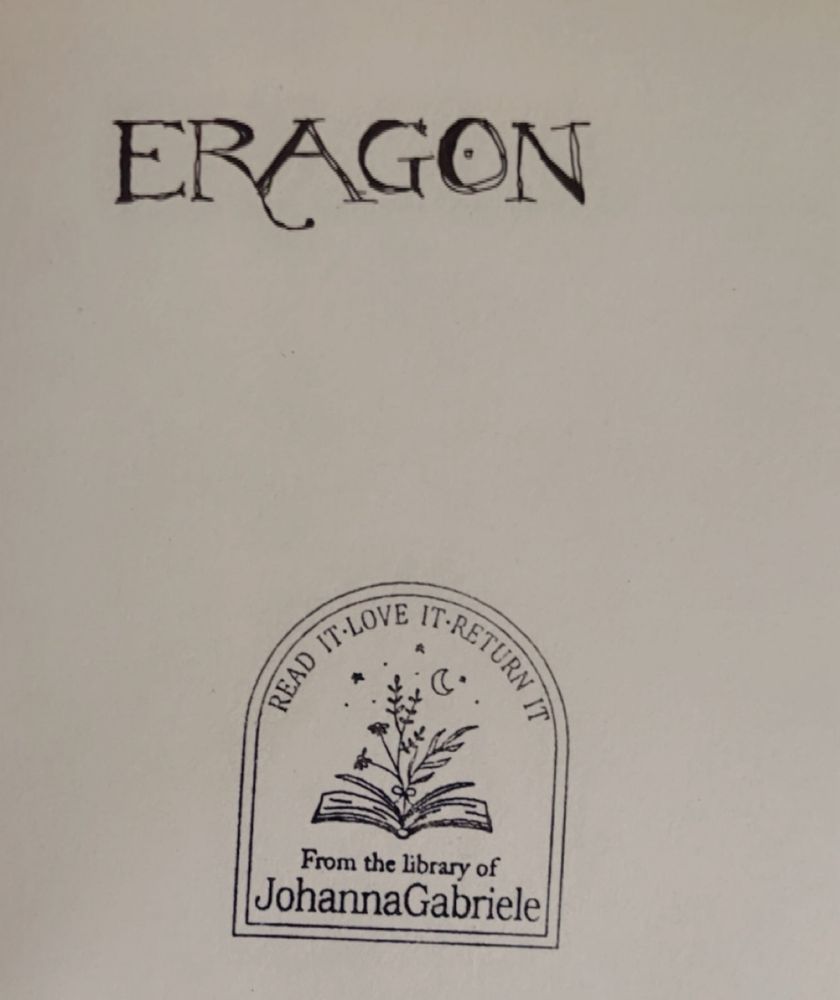 ERAGON
READ IT·LOVE IT·RETURN IT
From the library of
JohannaGabriele